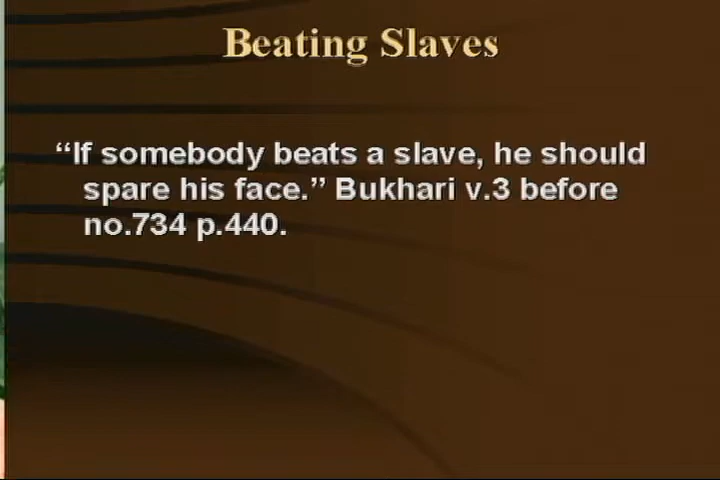 Beating Slaves
“If somebody beats a slave, he should
spare his face.” Bukhari v.3 before
no.734 p.440.